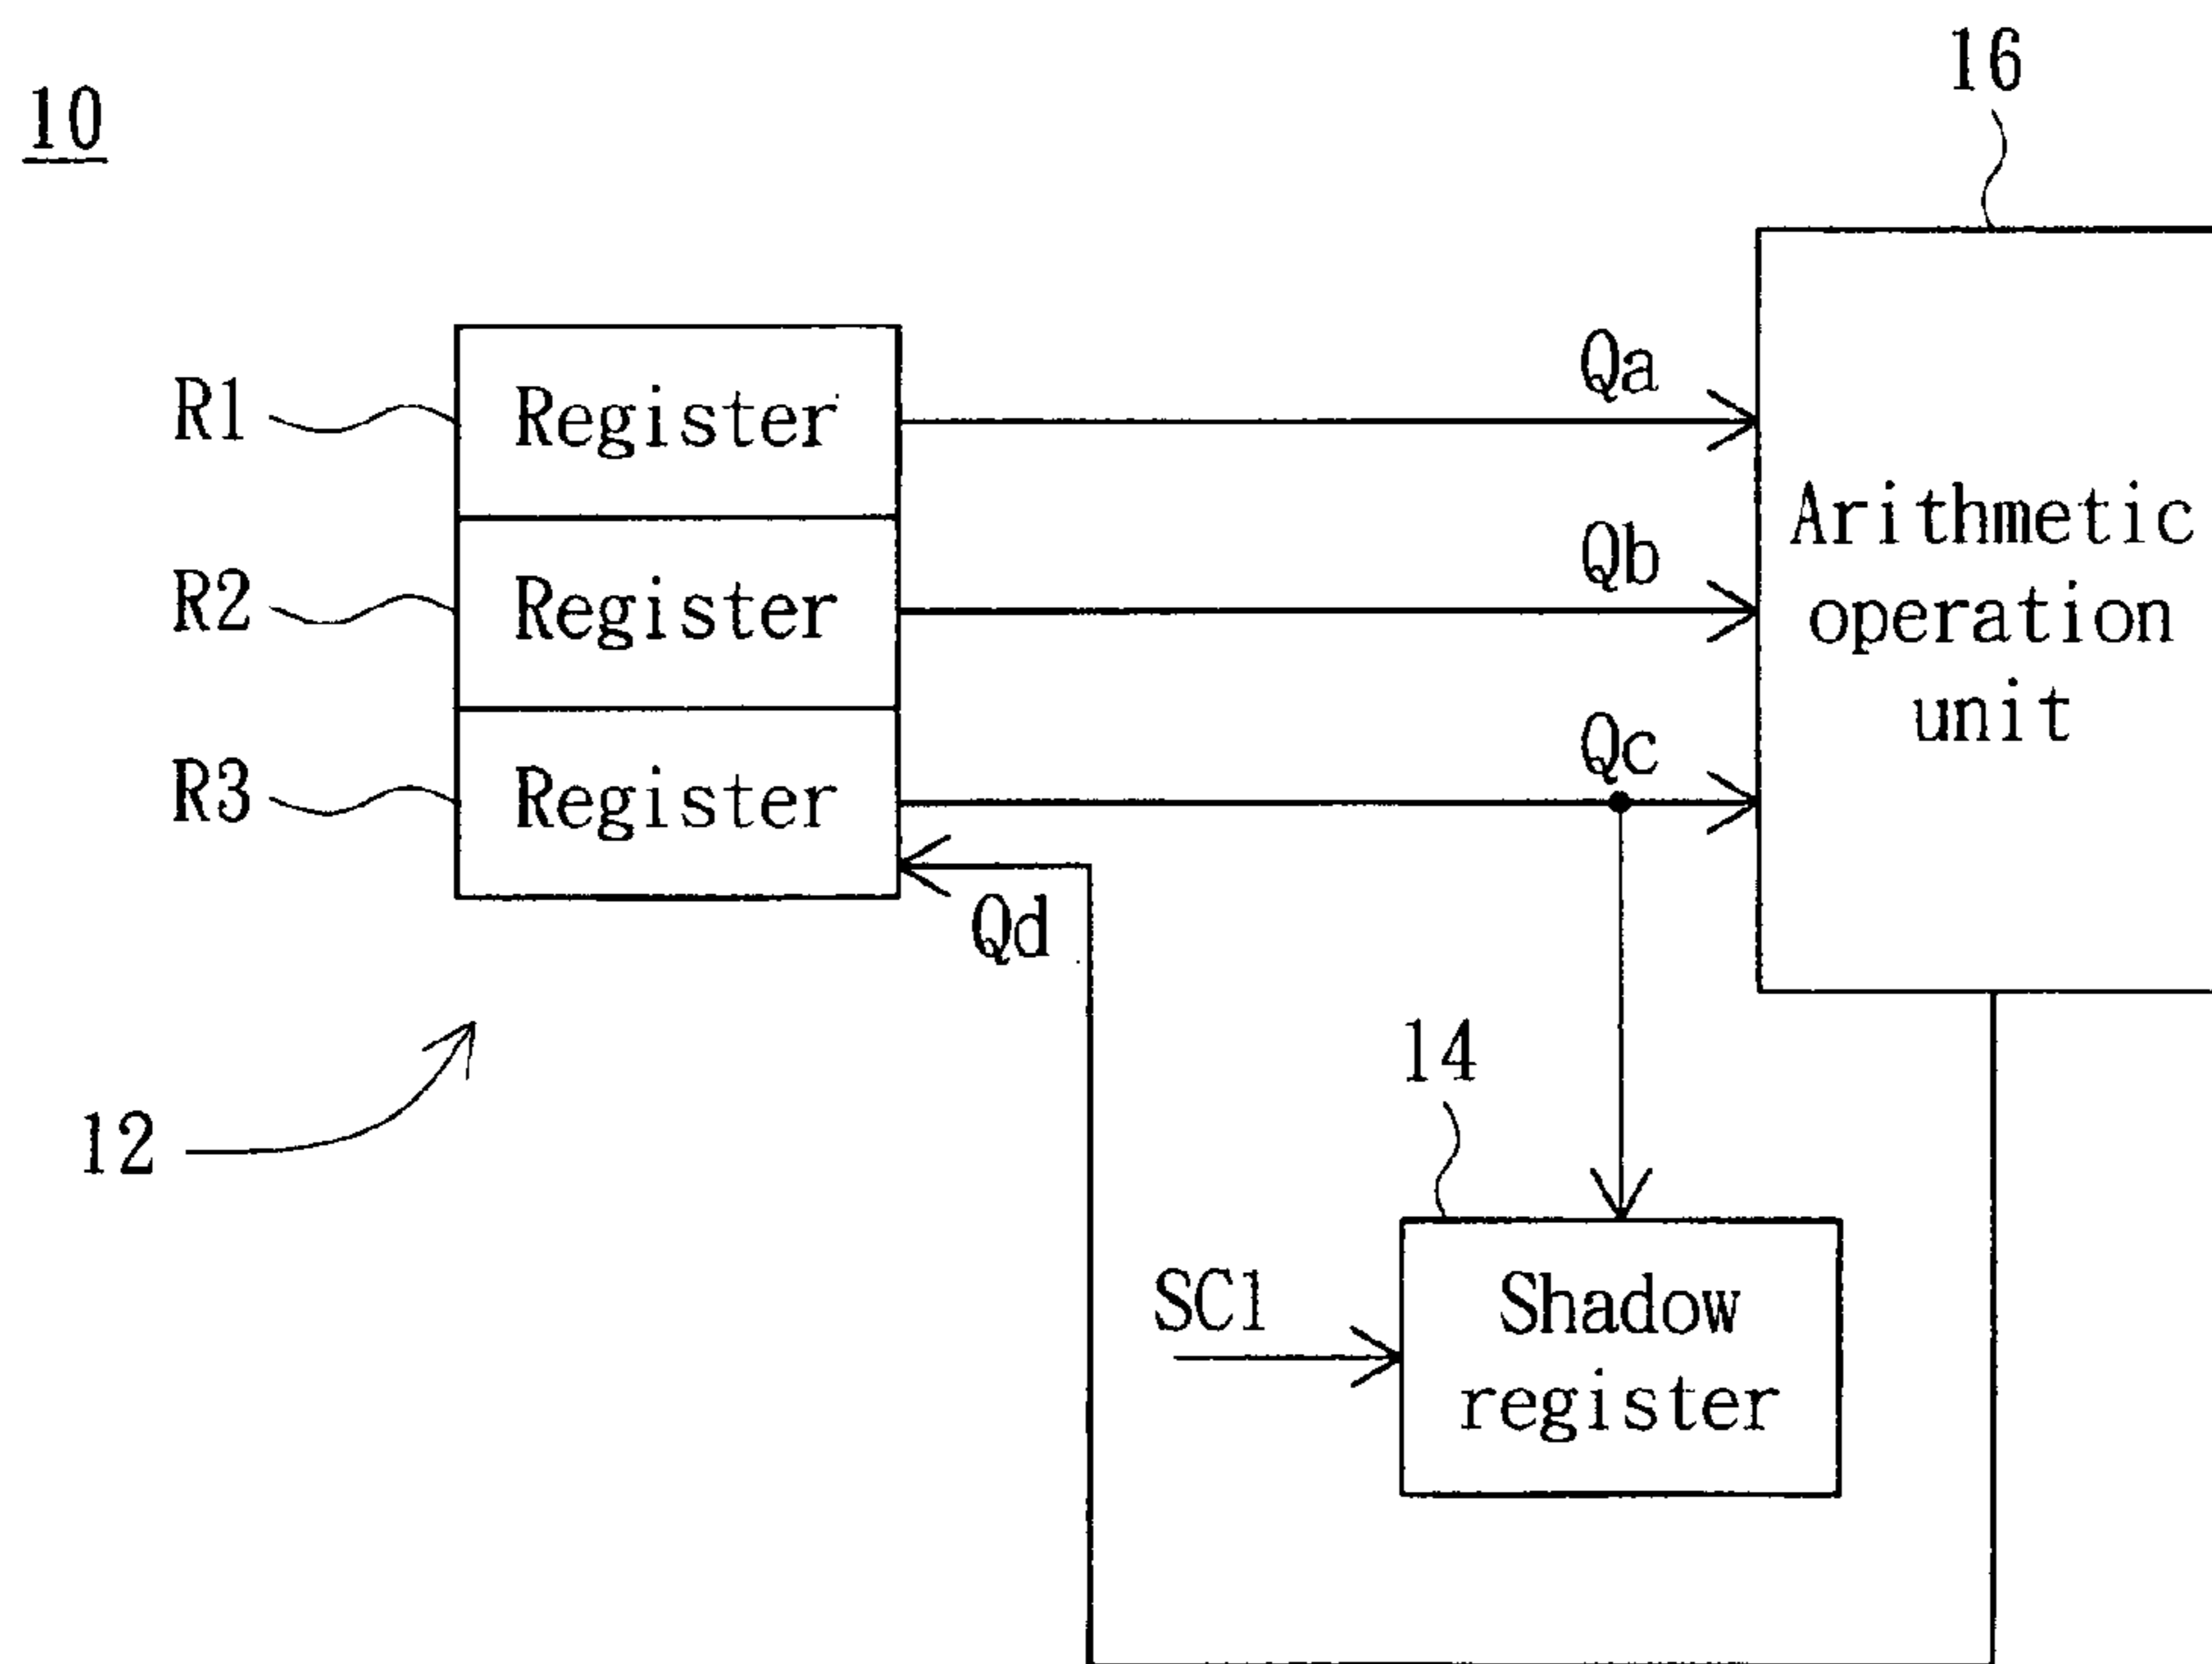 10
16
R1
Register
Qa
R2
Register
Qb
R3
Register
Qc
Arithmetic
operation
unit
Qd
12
14
SC1
Shadow
register